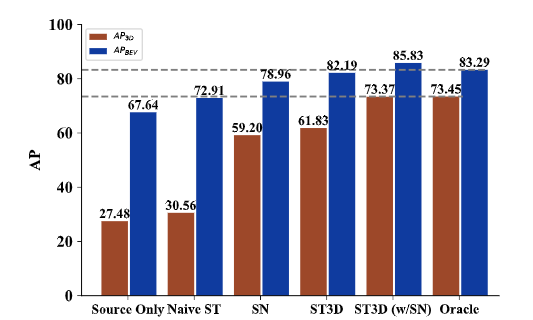 100
80
60
40
20
0
AP
AP3D
APBEV
27.48
67.64
30.56
72.91
59.20
78.96
61.83
82.19
73.37
85.83
73.45
83.29
Source Only
Naive ST
SN
ST3D
ST3D (w/SN)
Oracle